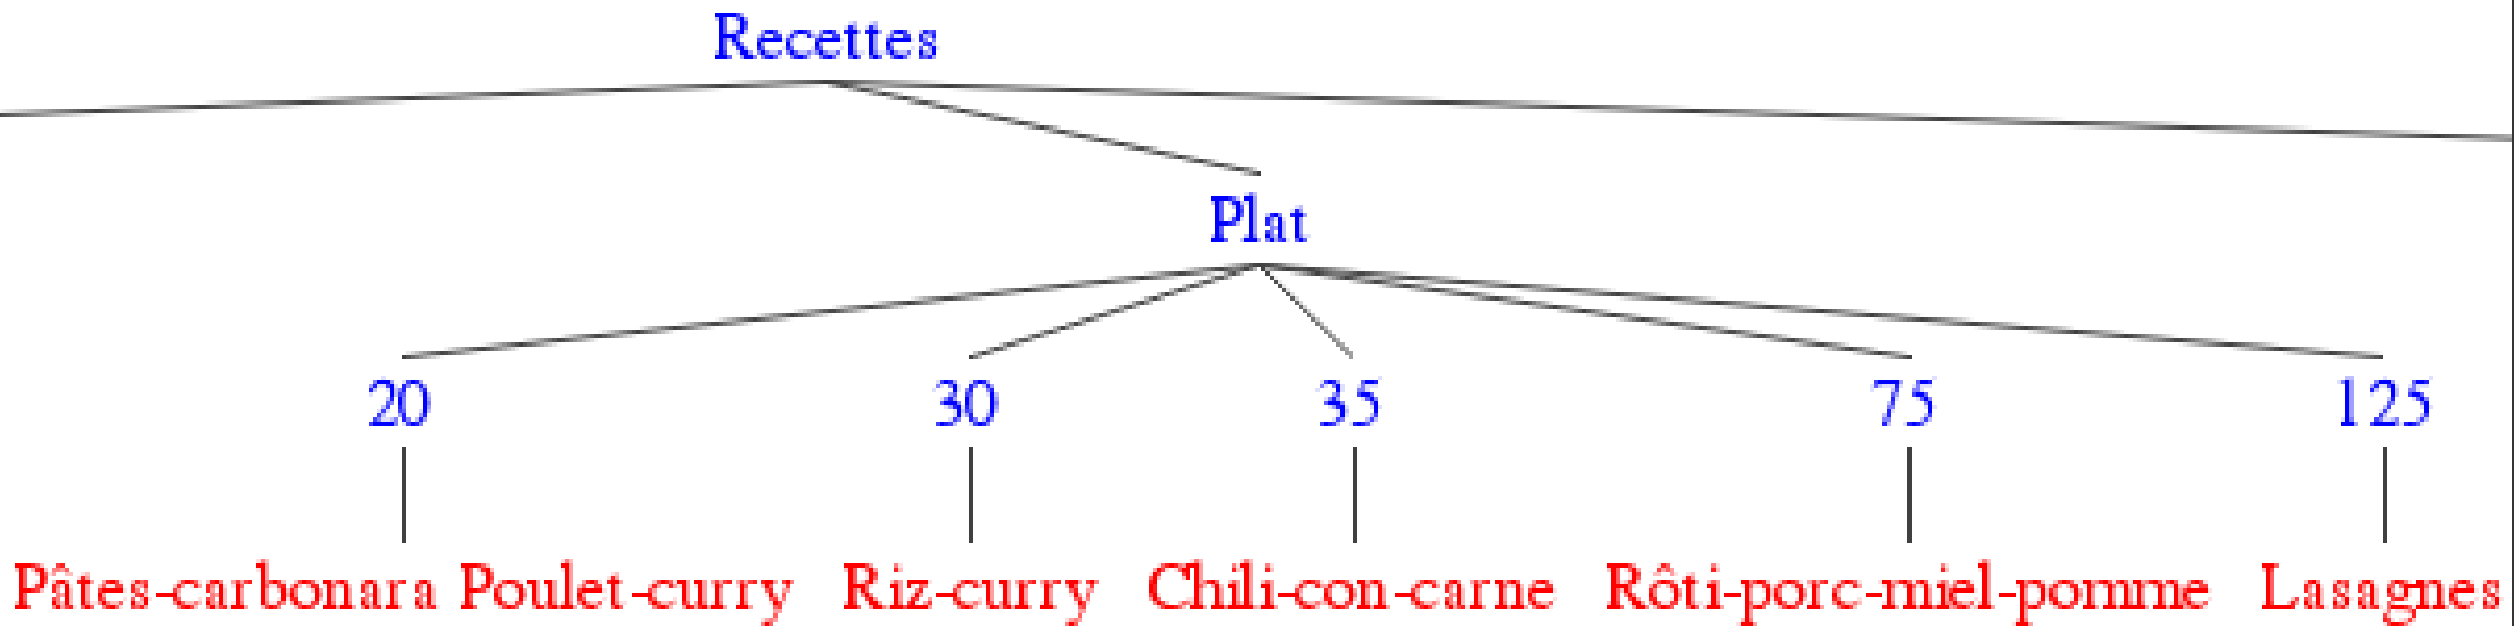 Recettes
Plat
20 30 35 75 125
Pâtes-carbonara Poulet-curry Riz-curry Chili-con-carne Rôti-porc-miel-pomme Lasagnes